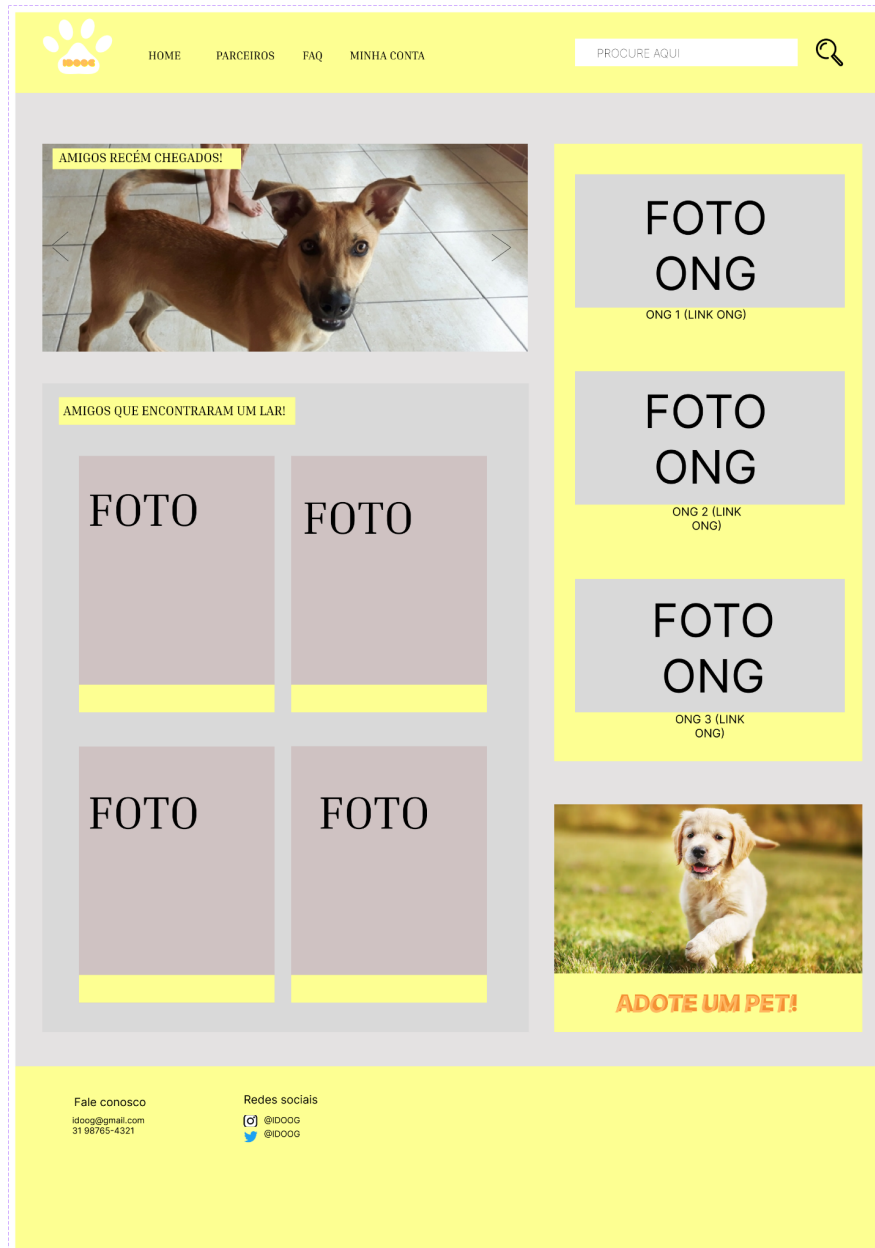 IDOOG
HOME PARCEIROS FAQ MINHA CONTA
PROCURE AQUI
AMIGOS RECÉM CHEGADOS!
AMIGOS QUE ENCONTRARAM UM LAR!
FOTO
FOTO
FOTO
FOTO
FOTO
ONG
ONG 1 (LINK ONG)
FOTO
ONG
ONG 2 (LINK
ONG)
FOTO
ONG
ONG 3 (LINK
ONG)
ADOTE UM PET!
Fale conosco
idoog@gmail.com
31 98765-4321
Redes sociais
@IDOOG
@IDOOG